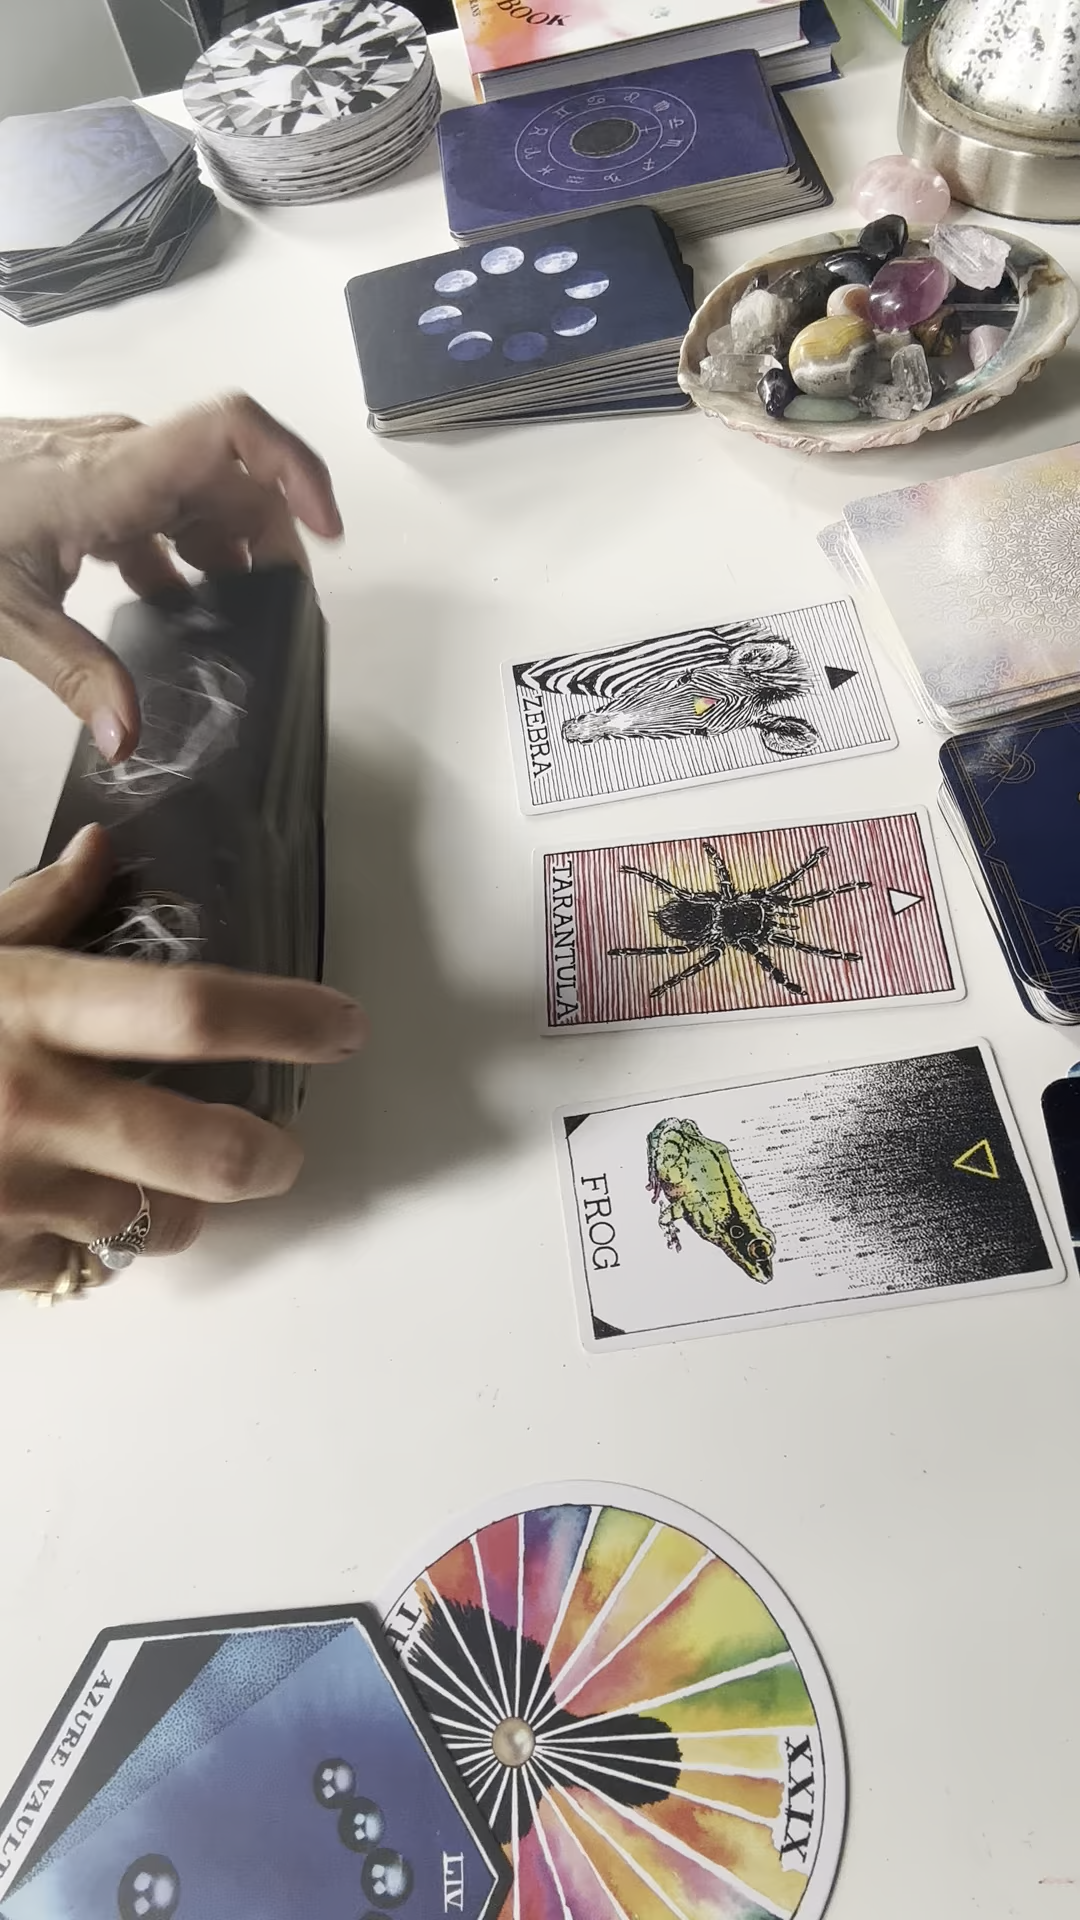 BOOK
ZEBRA
TARANTULA
FROG
XXIX
AZURE VAULT
LIV